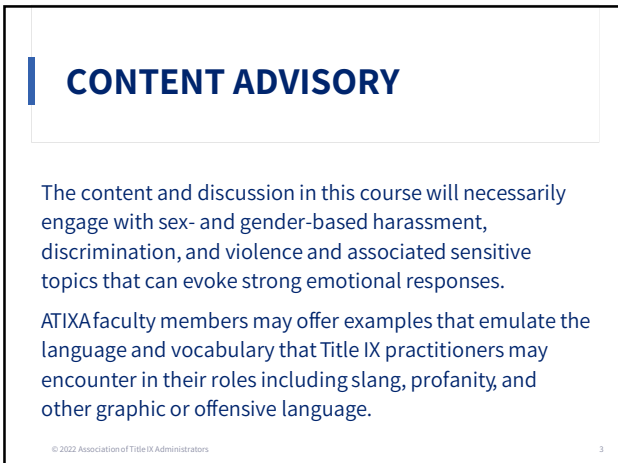 CONTENT ADVISORY
The content and discussion in this course will necessarily
engage with sex- and gender-based harassment,
discrimination, and violence and associated sensitive
topics that can evoke strong emotional responses.
ATIXA faculty members may offer examples that emulate the
language and vocabulary that Title IX practitioners may
encounter in their roles including slang, profanity, and
other graphic or offensive language.
© 2022 Association of Title IX Administrators
3